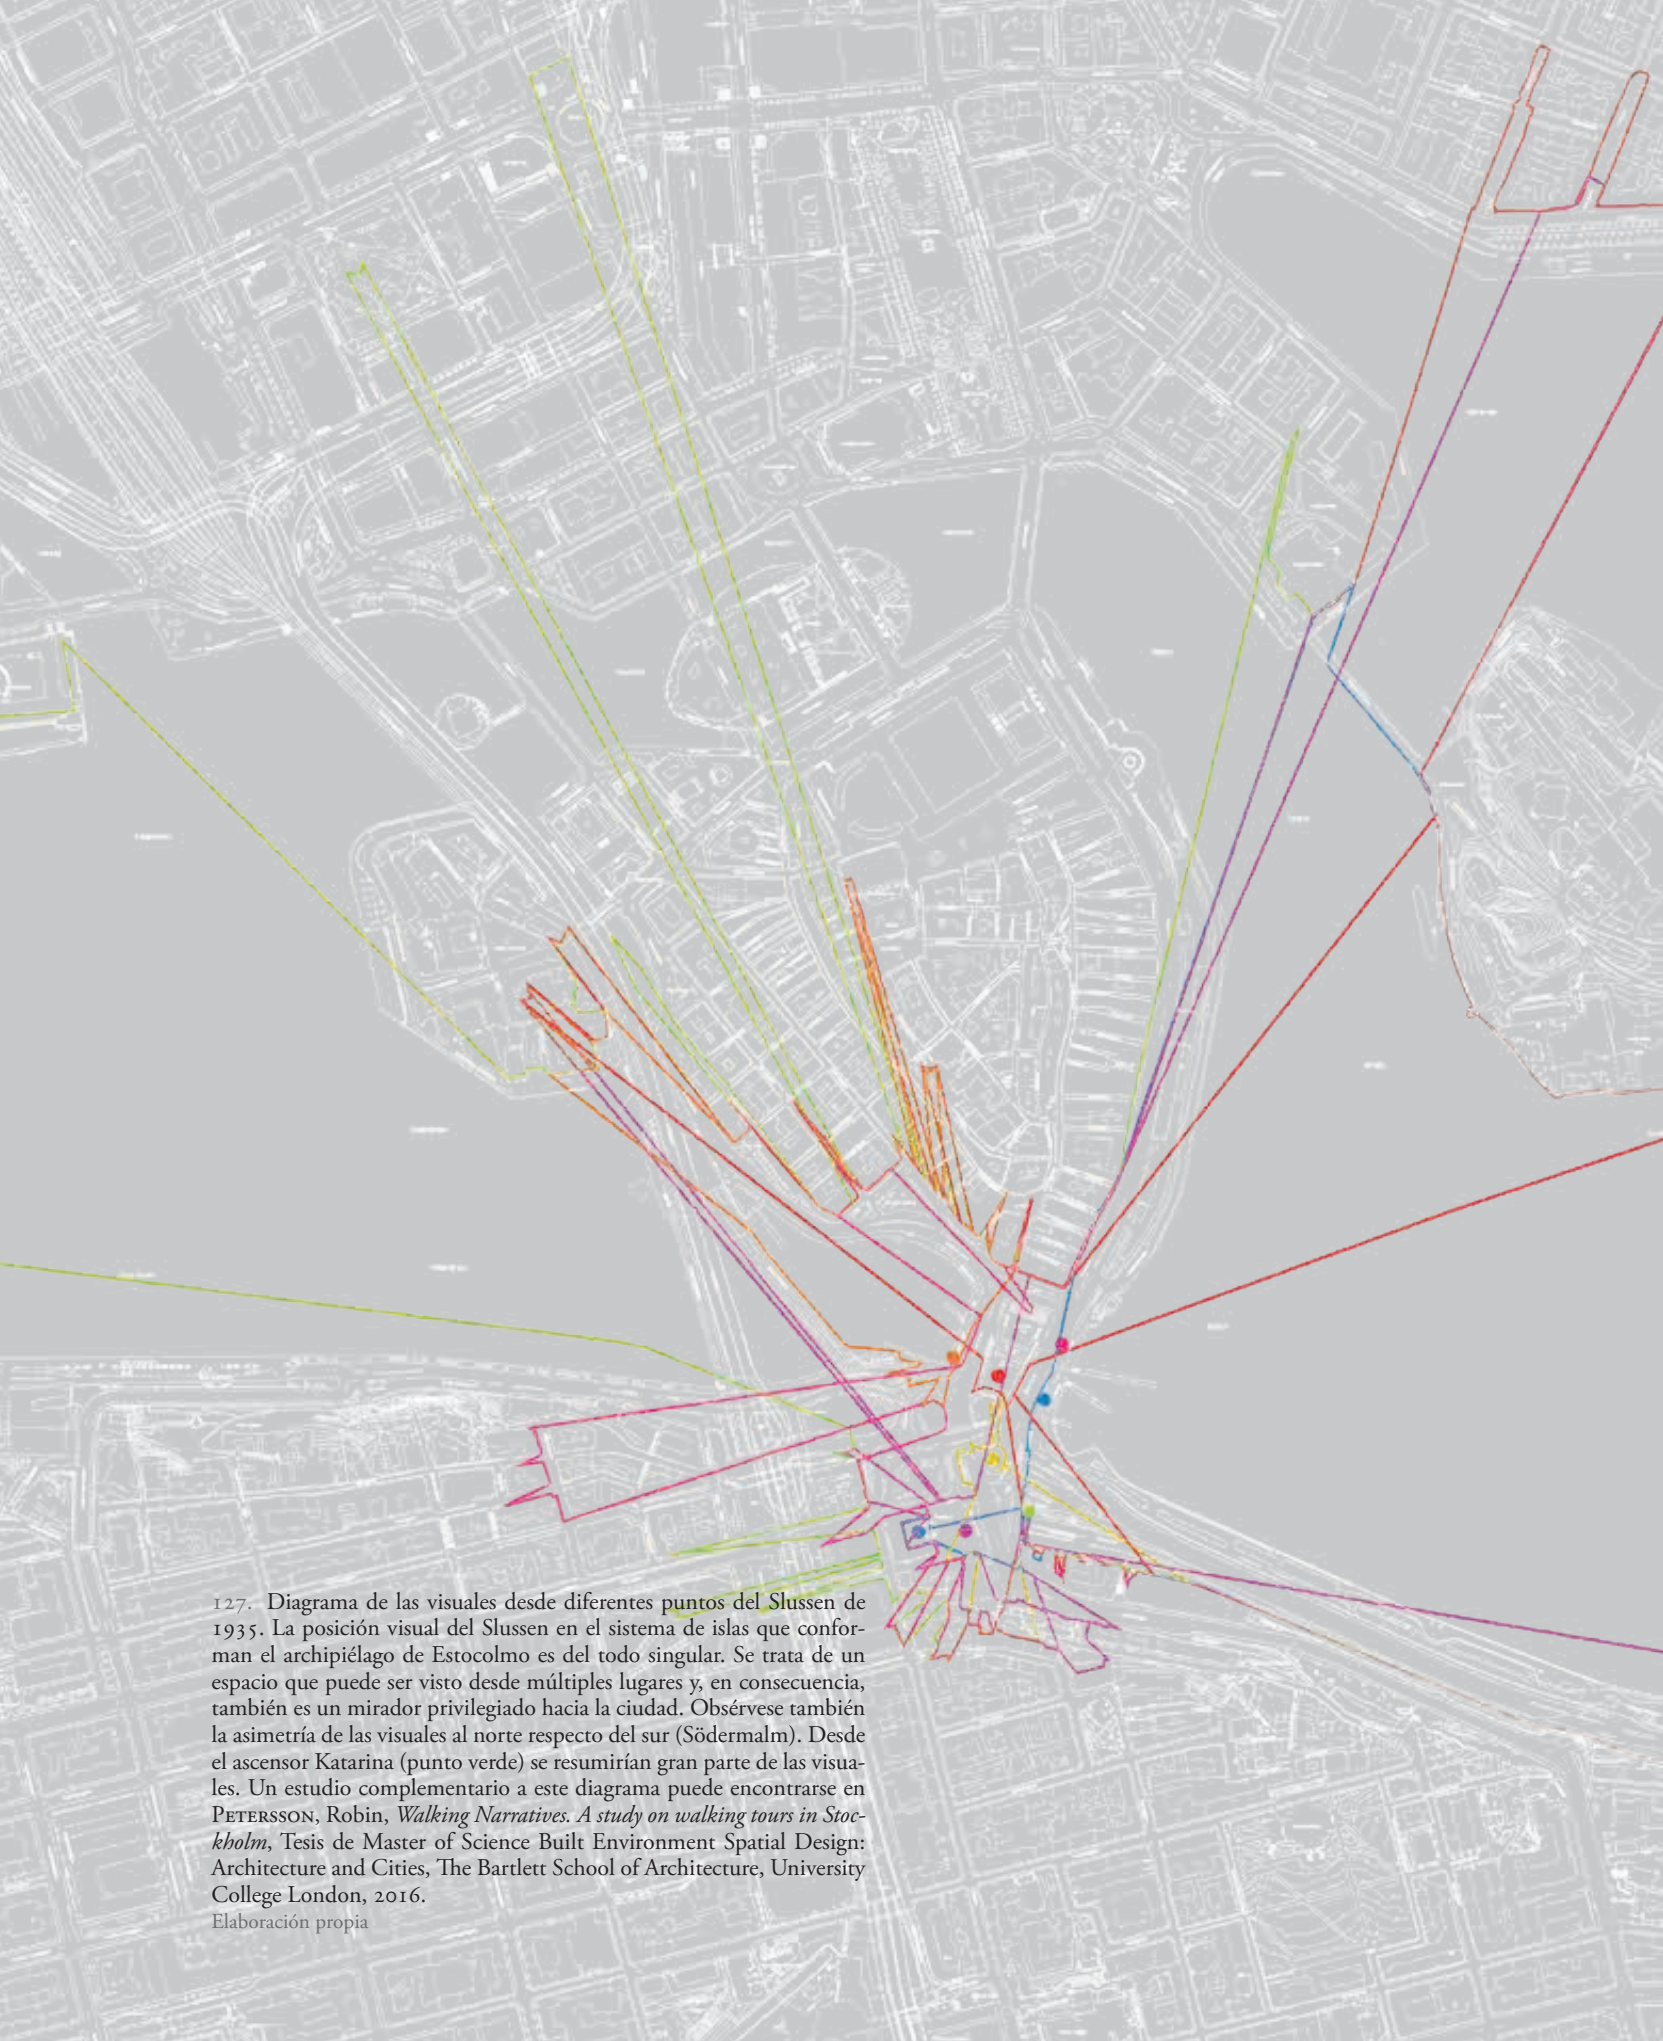 127. Diagrama de las visuales desde diferentes puntos del Slussen de
1935. La posición visual del Slussen en el sistema de islas que confor-
man el archipiélago de Estocolmo es del todo singular. Se trata de un
espacio que puede ser visto desde múltiples lugares y, en consecuencia,
también es un mirador privilegiado hacia la ciudad. Obsérvese también
la asimetría de las visuales al norte respecto del sur (Södermalm). Desde
el ascensor Katarina (punto verde) se resumirían gran parte de las visua-
les. Un estudio complementario a este diagrama puede encontrarse en
PETERSSON, Robin, Walking Narratives. A study on walking tours in Stoc-
kholm, Tesis de Master of Science Built Environment Spatial Design:
Architecture and Cities, The Bartlett School of Architecture, University
College London, 2016.
Elaboración propia